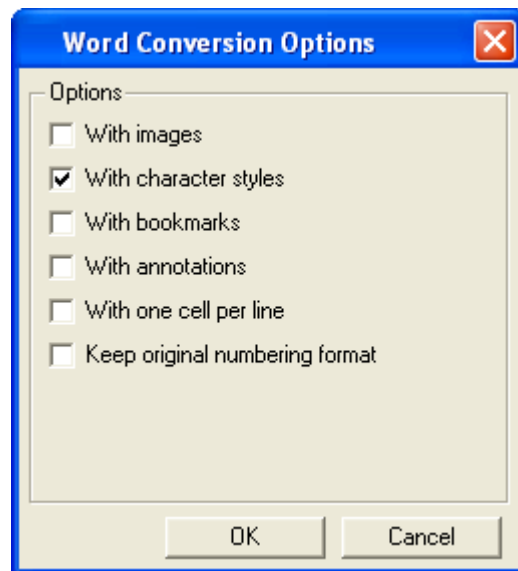 Word Conversion Options
Options
With images
With character styles
With bookmarks
With annotations
With one cell per line
Keep original numbering format
OK
Cancel